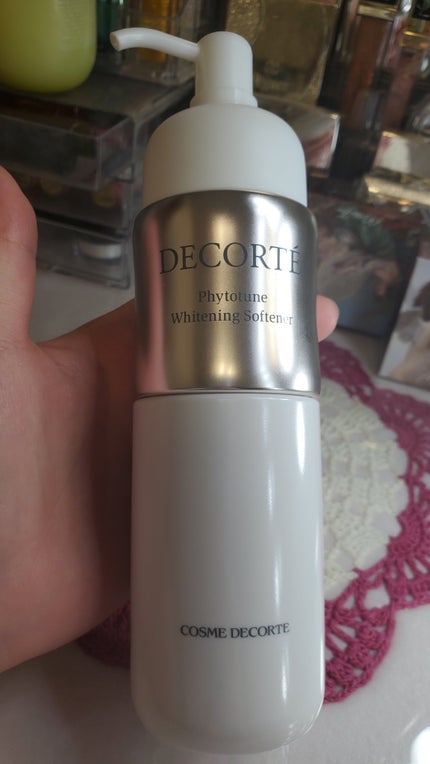 DECORTÉ
Phytotune
Whitening Softener
COSME DECORTE